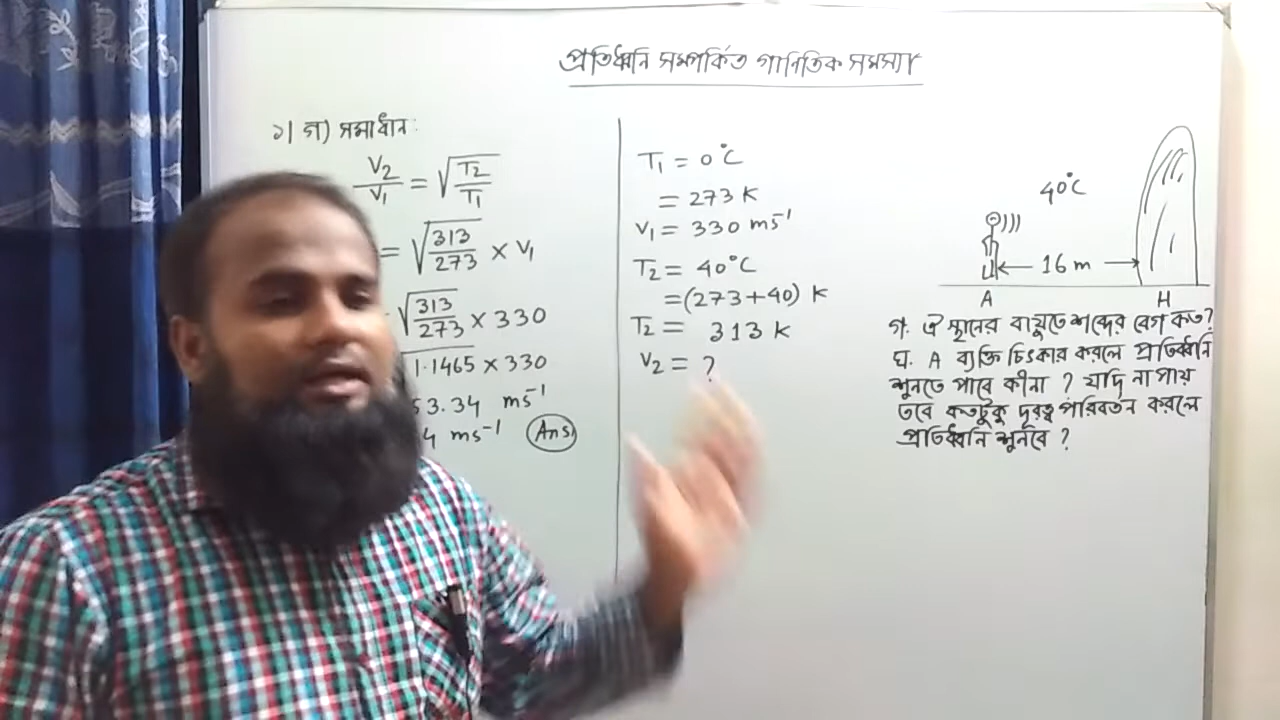 প্রতিধ্বনি সম্পর্কিত গাণিতিক সমস্যা
১। গ) সমাধান:
V₂/V₁ = √(T₂/T₁)
= √(313/273) × V₁
√(313/273) × 330
1.1465 × 330
53.34 ms⁻¹
4 ms⁻¹ (Ans)
T₁ = 0°C
= 273 K
V₁ = 330 ms⁻¹
T₂ = 40°C
=(273+40) K
T₂ = 313 K
V₂ = ?
40°C
16 m
A
H
গ. ঐ স্থানের বায়ুতে শব্দের বেগ কত?
ঘ. A ব্যক্তি চিৎকার করলে প্রতিধ্বনি
শুনতে পাবে কীনা ? যদি না পায়
তবে কতটুকু দূরত্ব পরিবর্তন করলে
প্রতিধ্বনি শুনবে ?